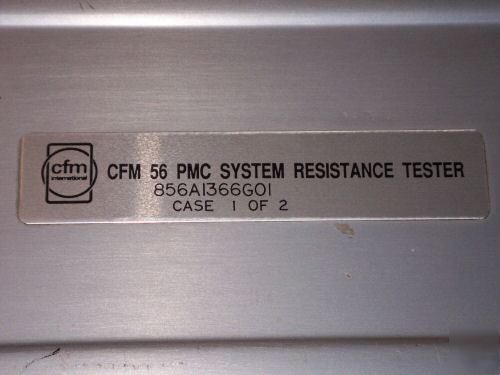 cfm
international
CFM 56 PMC SYSTEM RESISTANCE TESTER
856A1366G01
CASE 1 OF 2